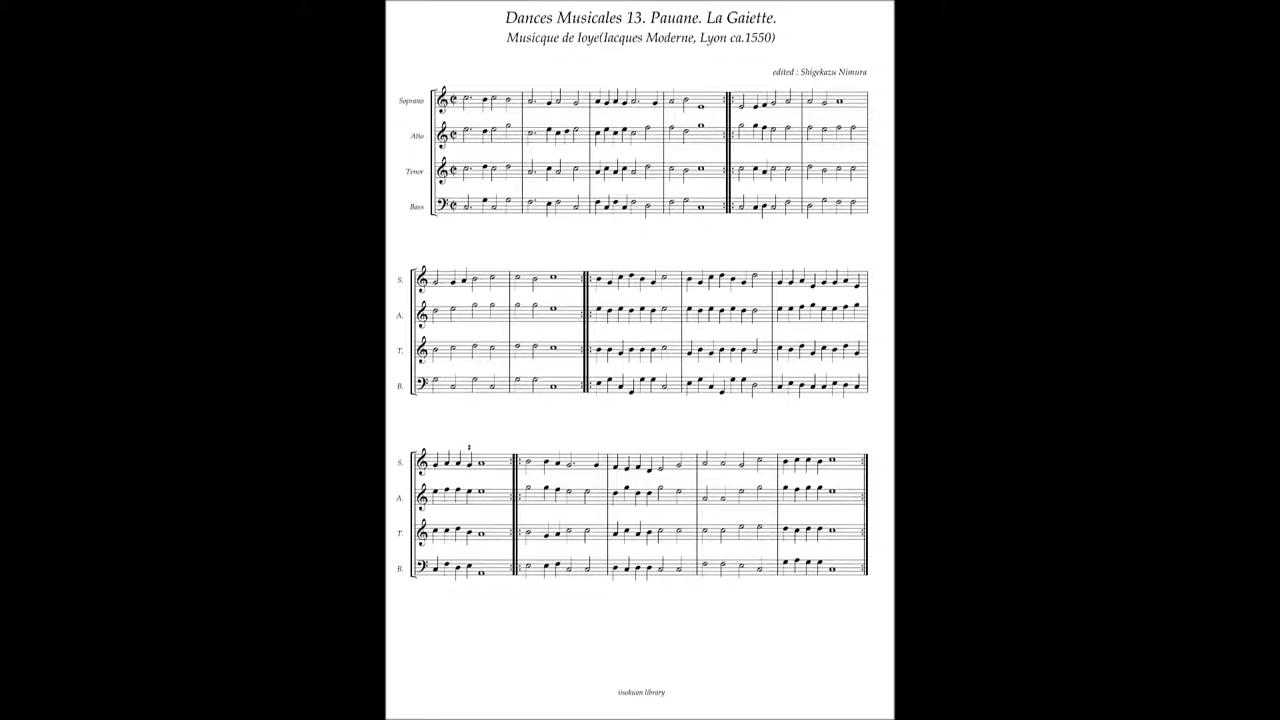 Dances Musicales 13. Pauane. La Gaiette.
Musicque de Ioye(Iacques Moderne, Lyon ca.1550)
edited : Shigekazu Nimura
Soprano
Alto
Tenor
Bass
S.
A.
T.
B.
S.
A.
T.
B.
tisokuan library